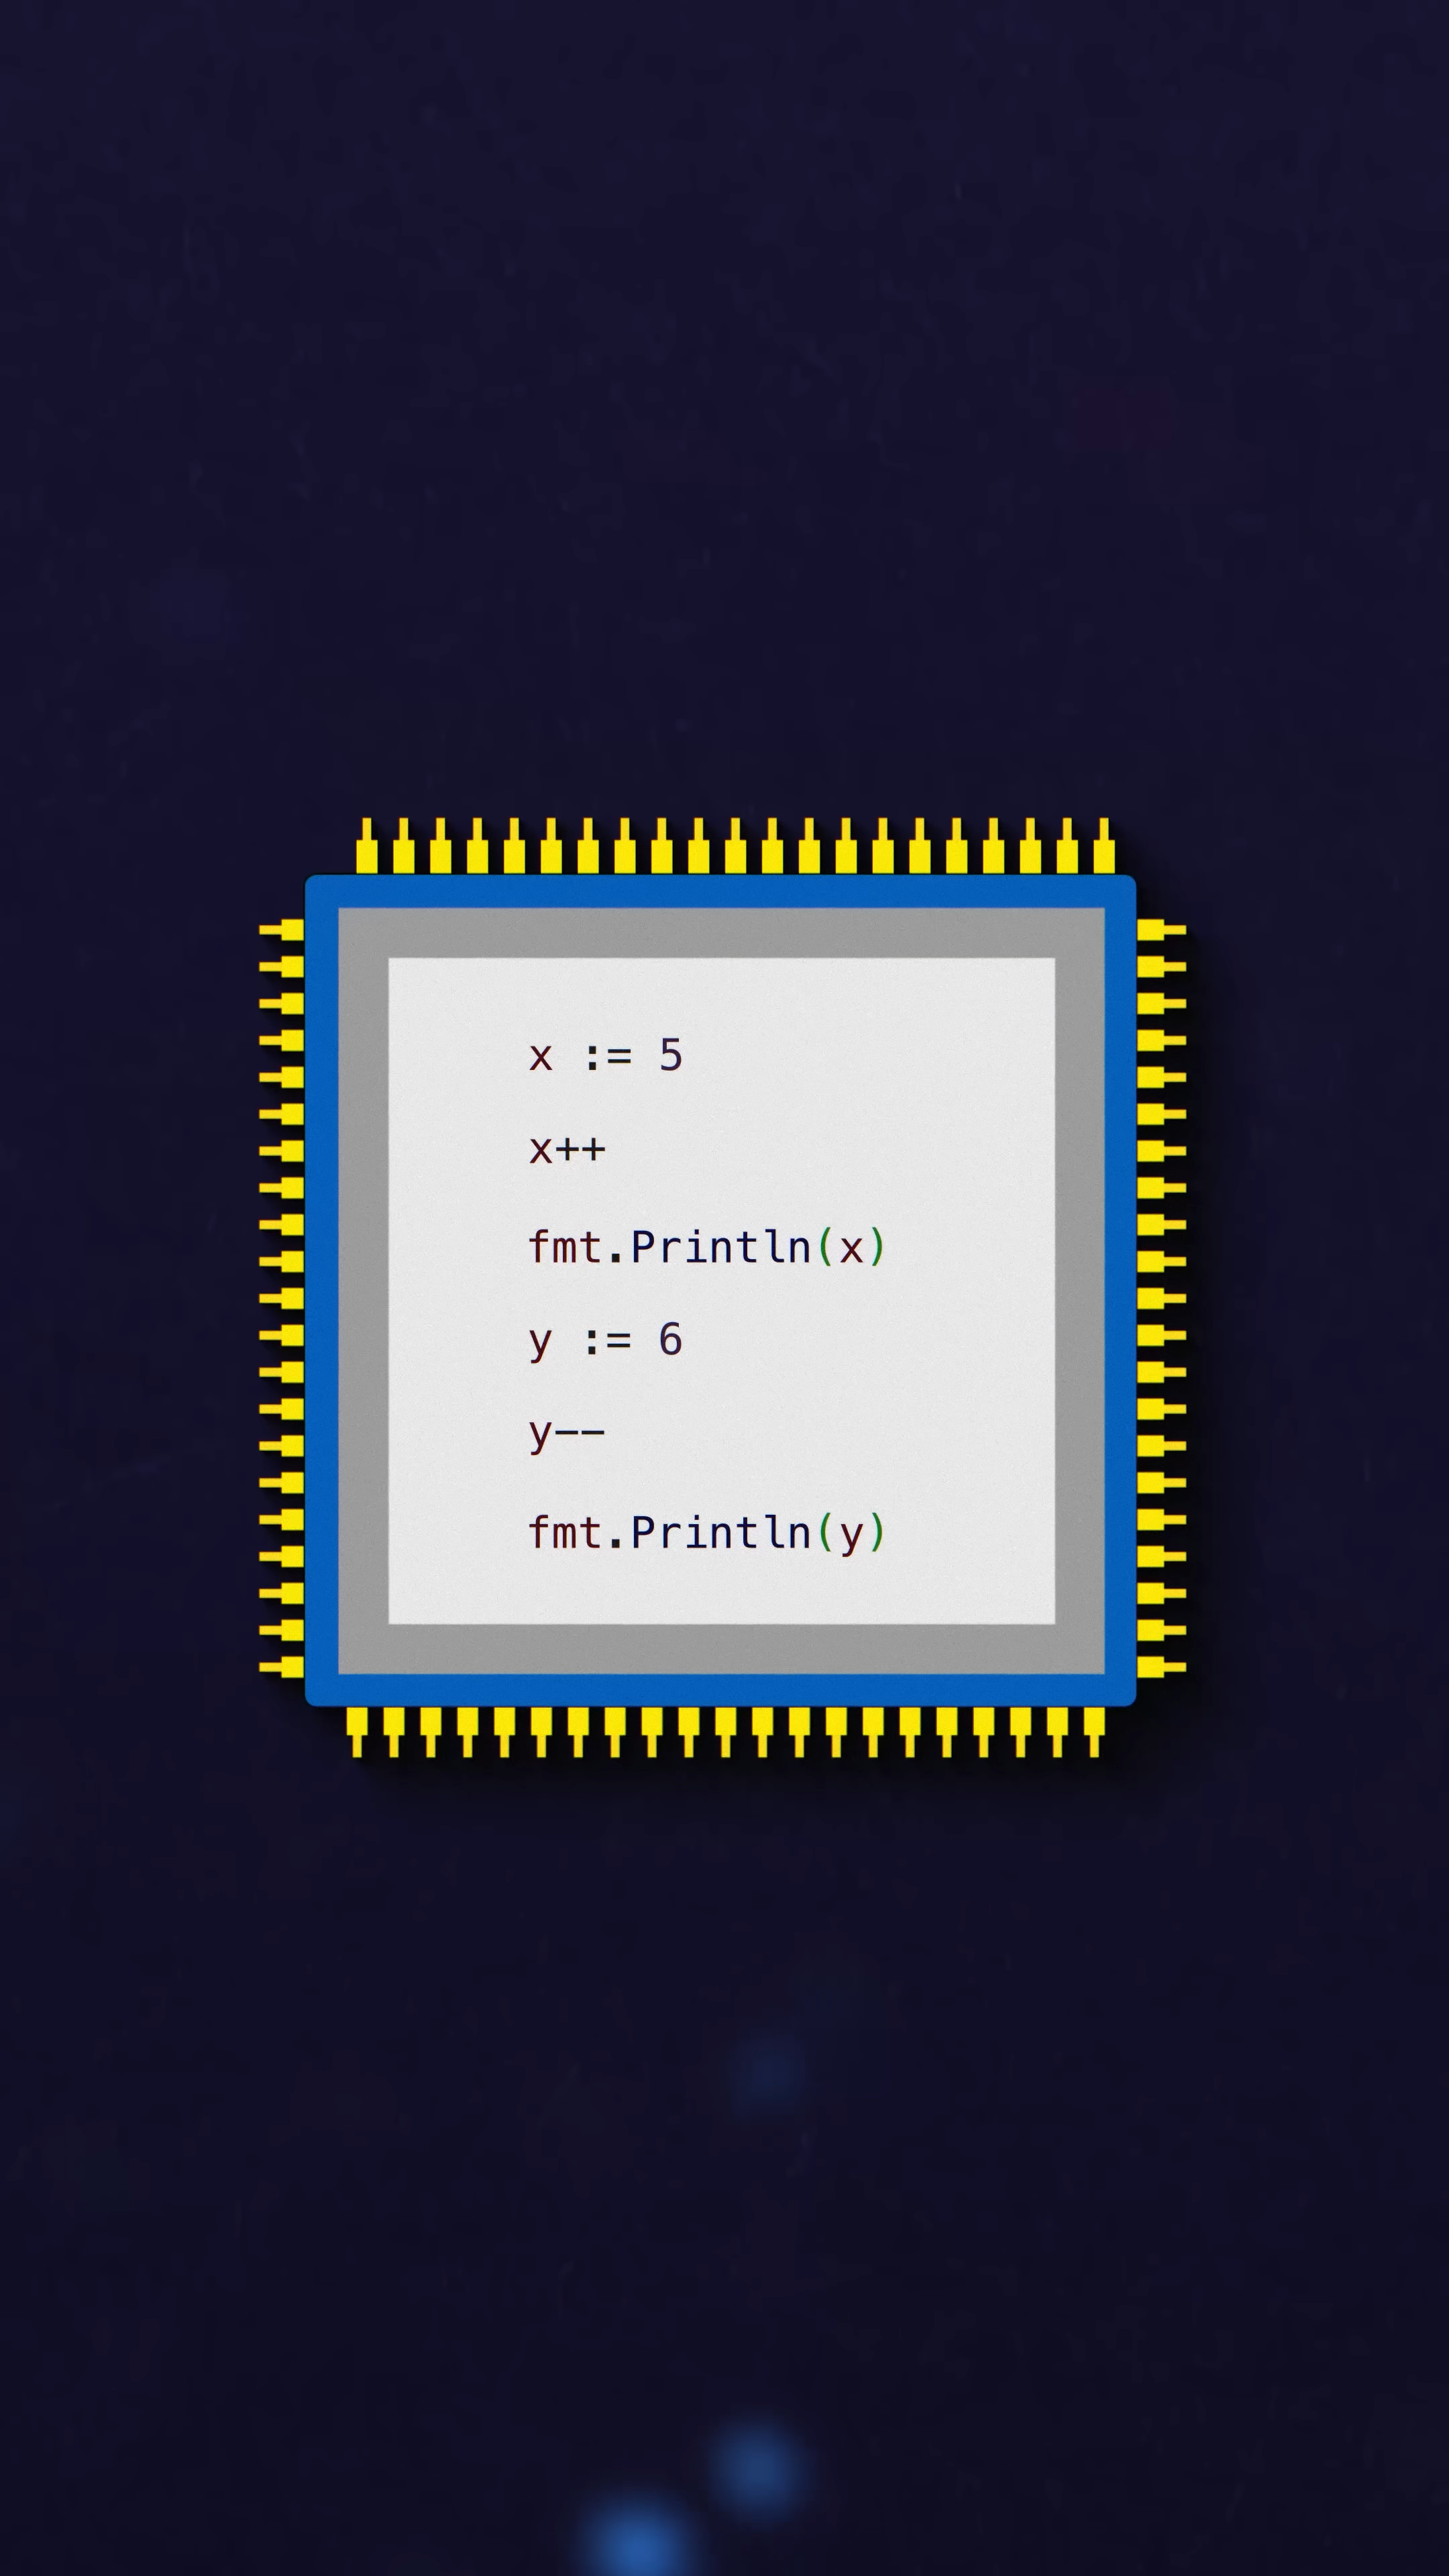 x := 5
x++
fmt.Println(x)
y := 6
y--
fmt.Println(y)